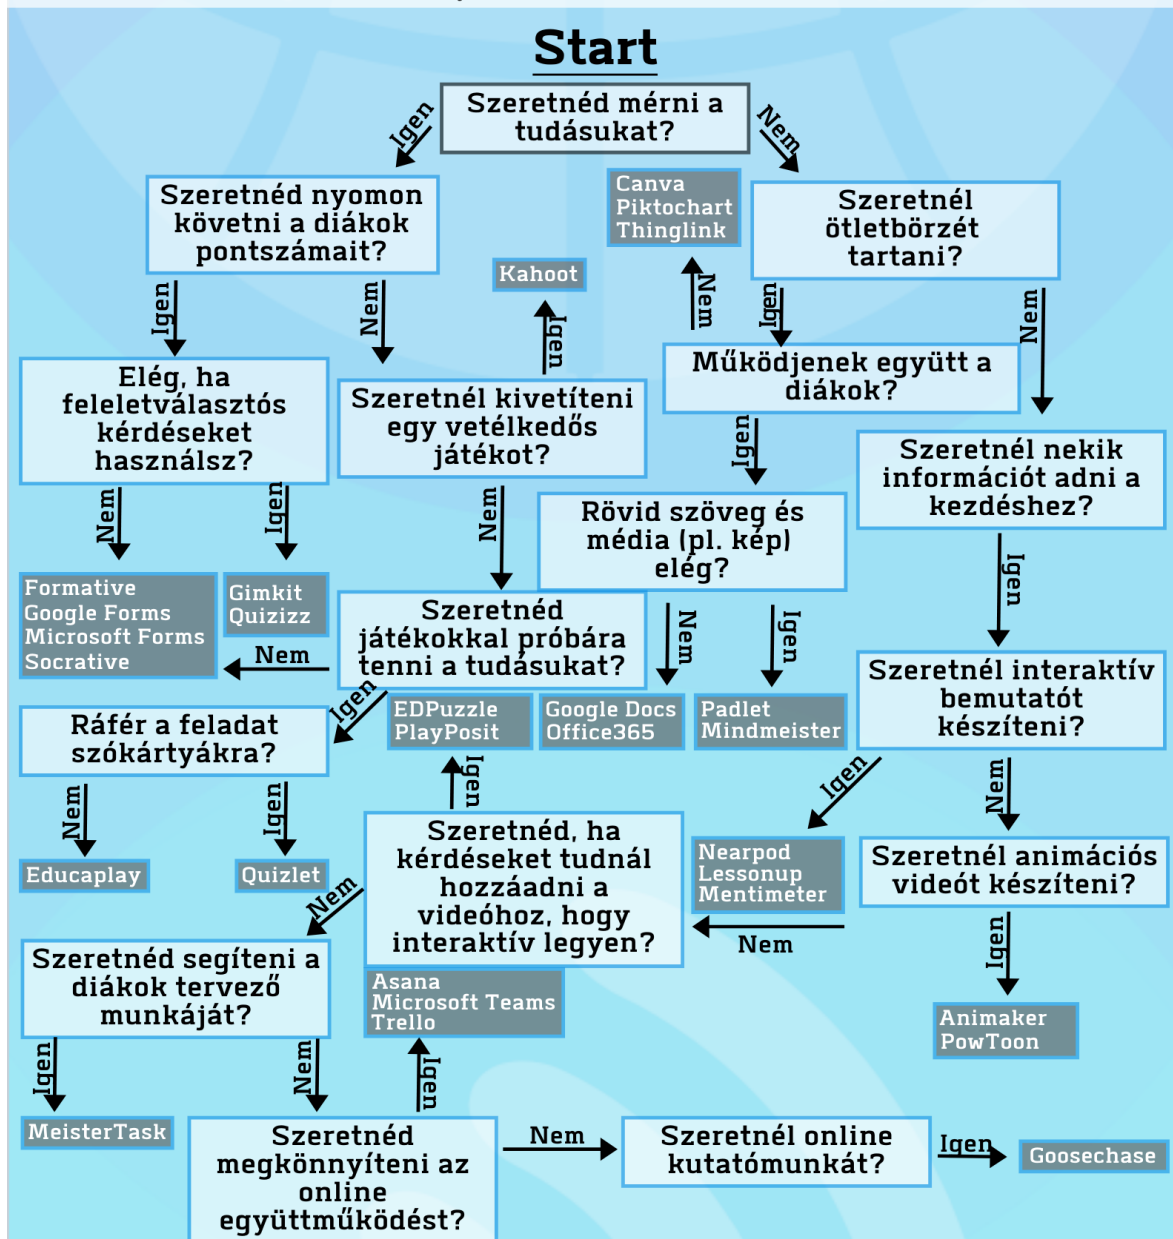 Start
Szeretnéd mérni a
tudásukat?
Igen
Nem
Szeretnéd nyomon
követni a diákok
pontszámait?
Canva
Piktochart
Thinglink
Szeretnél
ötletbörzét
tartani?
Kahoot
Igen
Nem
Igen
Nem
Igen
Nem
Elég, ha
feleletválasztós
kérdéseket
használsz?
Szeretnél kivetíteni
egy vetélkedős
játékot?
Működjenek együtt a
diákok?
Szeretnél nekik
információt adni a
kezdéshez?
Nem
Igen
Nem
Igen
Rövid szöveg és
média (pl. kép)
elég?
Igen
Formative
Google Forms
Microsoft Forms
Socrative
Gimkit
Quizizz
Szeretnéd
játékokkal próbára
tenni a tudásukat?
Nem
Nem
Igen
Szeretnél interaktív
bemutatót
készíteni?
Igen
Ráfér a feladat
szókártyákra?
EDPuzzle
PlayPosit
Google Docs
Office365
Padlet
Mindmeister
Nem
Igen
Igen
Igen
Nem
Educaplay
Quizlet
Szeretnéd, ha
kérdéseket tudnál
hozzáadni a
videóhoz, hogy
interaktív legyen?
Nearpod
Lessonup
Mentimeter
Szeretnél animációs
videót készíteni?
Nem
Nem
Igen
Szeretnéd segíteni a
diákok tervező
munkáját?
Asana
Microsoft Teams
Trello
Animaker
PowToon
Igen
Nem
Igen
MeisterTask
Szeretnéd
megkönnyíteni az
online
együttműködést?
Nem
Szeretnél online
kutatómunkát?
Igen
Goosechase